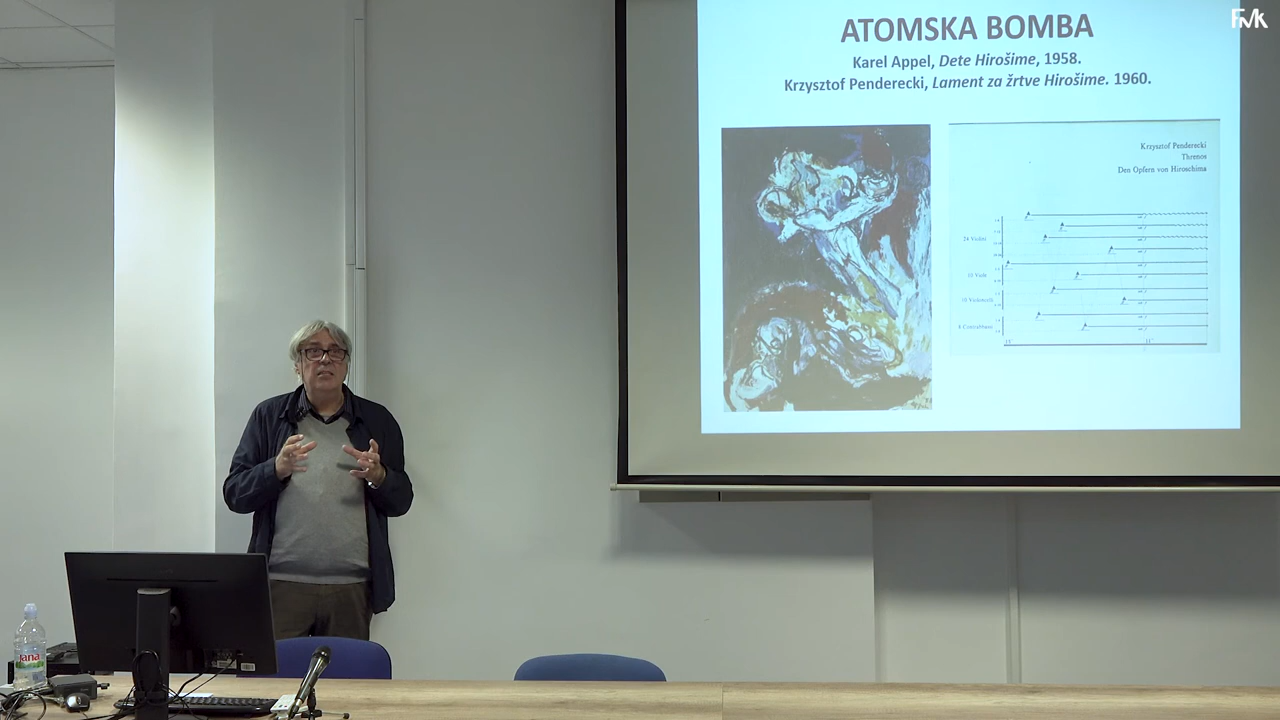 FMK
ATOMSKA BOMBA
Karel Appel, Dete Hirošime, 1958.
Krzysztof Penderecki, Lament za žrtve Hirošime. 1960.
Krzysztof Penderecki
Threnos
Den Opfern von Hiroschima
24 Violini
10 Viole
10 Violoncelli
8 Contrabbassi
jana